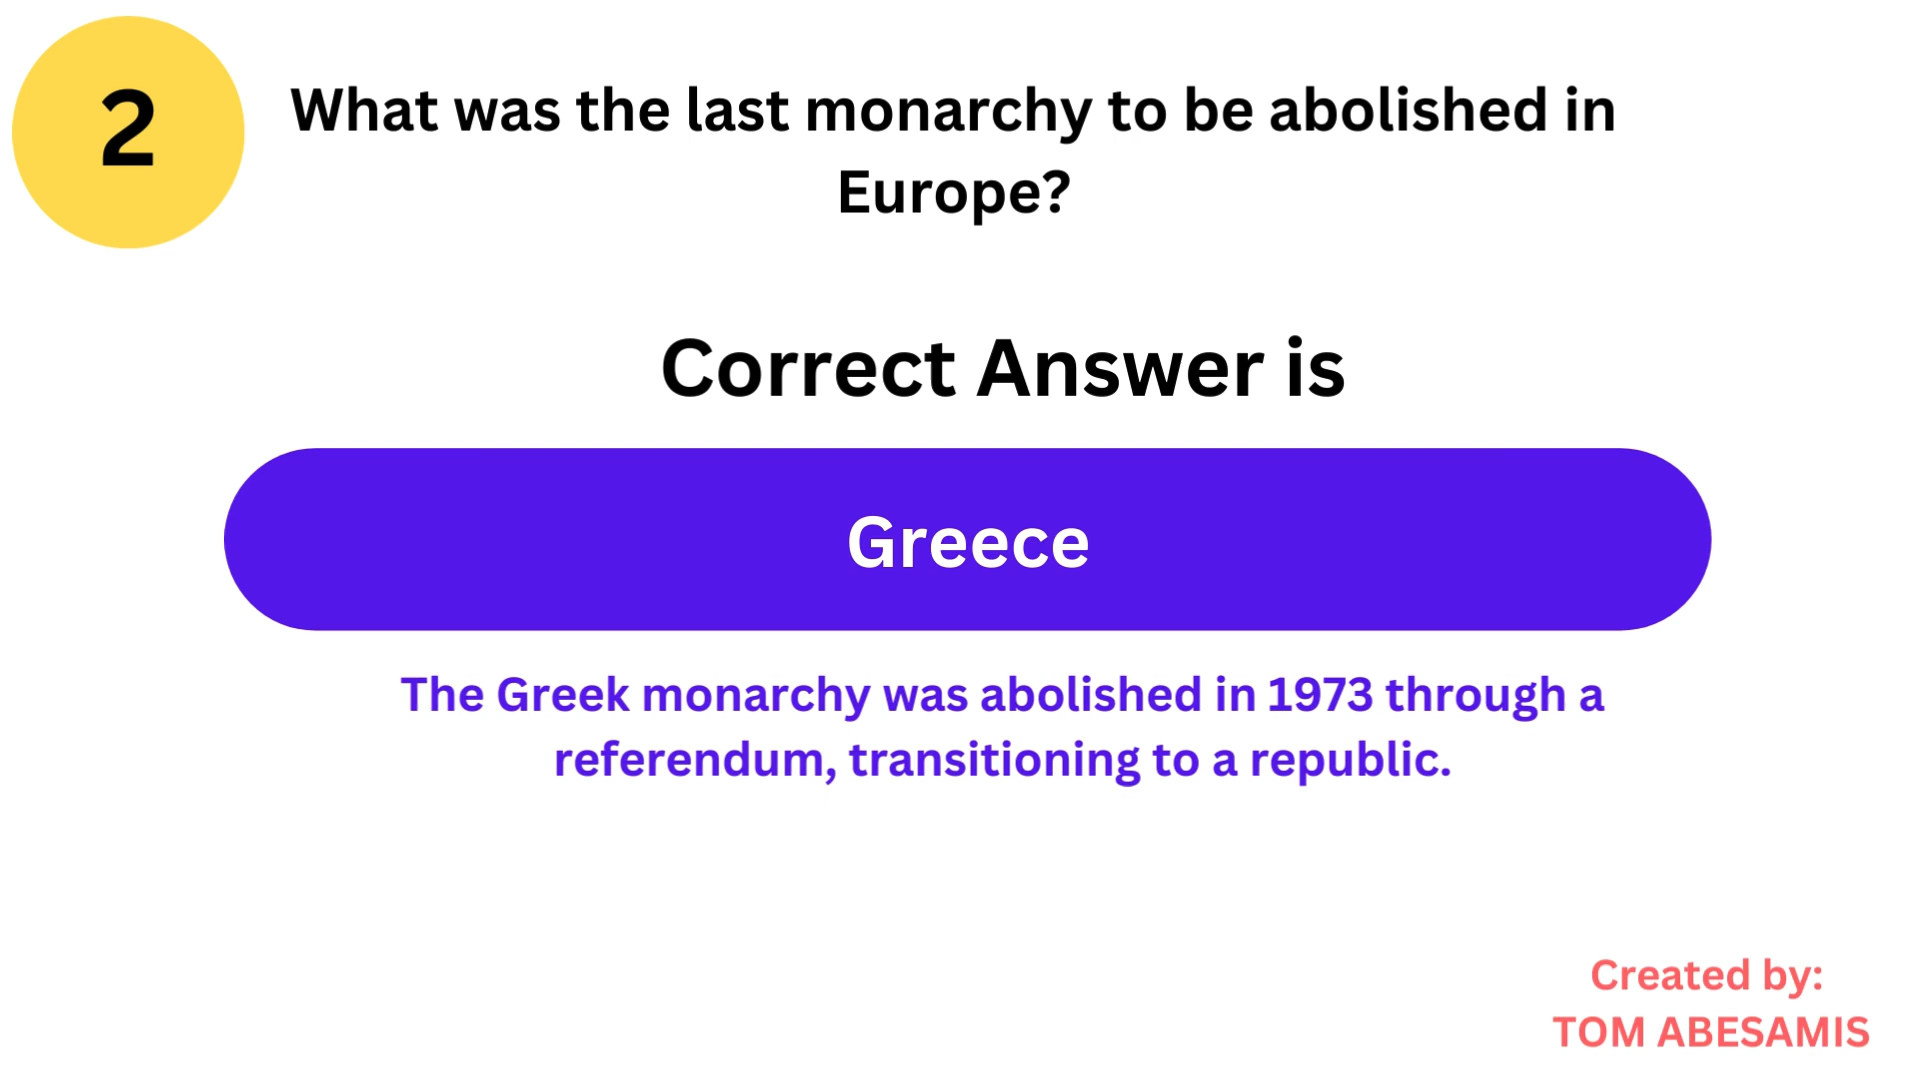 2
What was the last monarchy to be abolished in
Europe?
Correct Answer is
Greece
The Greek monarchy was abolished in 1973 through a
referendum, transitioning to a republic.
Created by:
TOM ABESAMIS